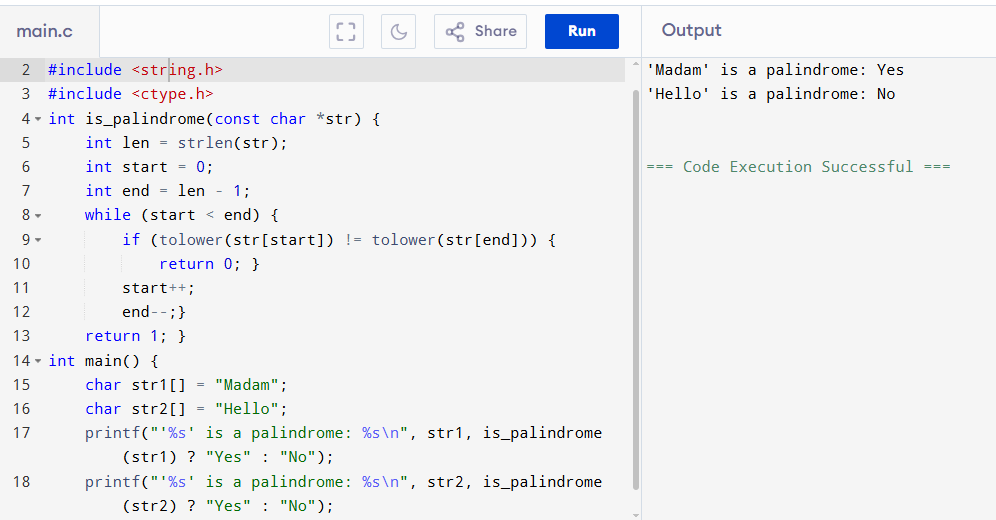 main.c
Share
Run
Output
2 #include <string.h>
3 #include <ctype.h>
4 int is_palindrome(const char *str) {
5     int len = strlen(str);
6     int start = 0;
7     int end = len - 1;
8     while (start < end) {
9         if (tolower(str[start]) != tolower(str[end])) {
10             return 0; }
11         start++;
12         end--;}
13     return 1; }
14 int main() {
15     char str1[] = "Madam";
16     char str2[] = "Hello";
17     printf("'%s' is a palindrome: %s\n", str1, is_palindrome
        (str1) ? "Yes" : "No");
18     printf("'%s' is a palindrome: %s\n", str2, is_palindrome
        (str2) ? "Yes" : "No");
'Madam' is a palindrome: Yes
'Hello' is a palindrome: No
=== Code Execution Successful ===